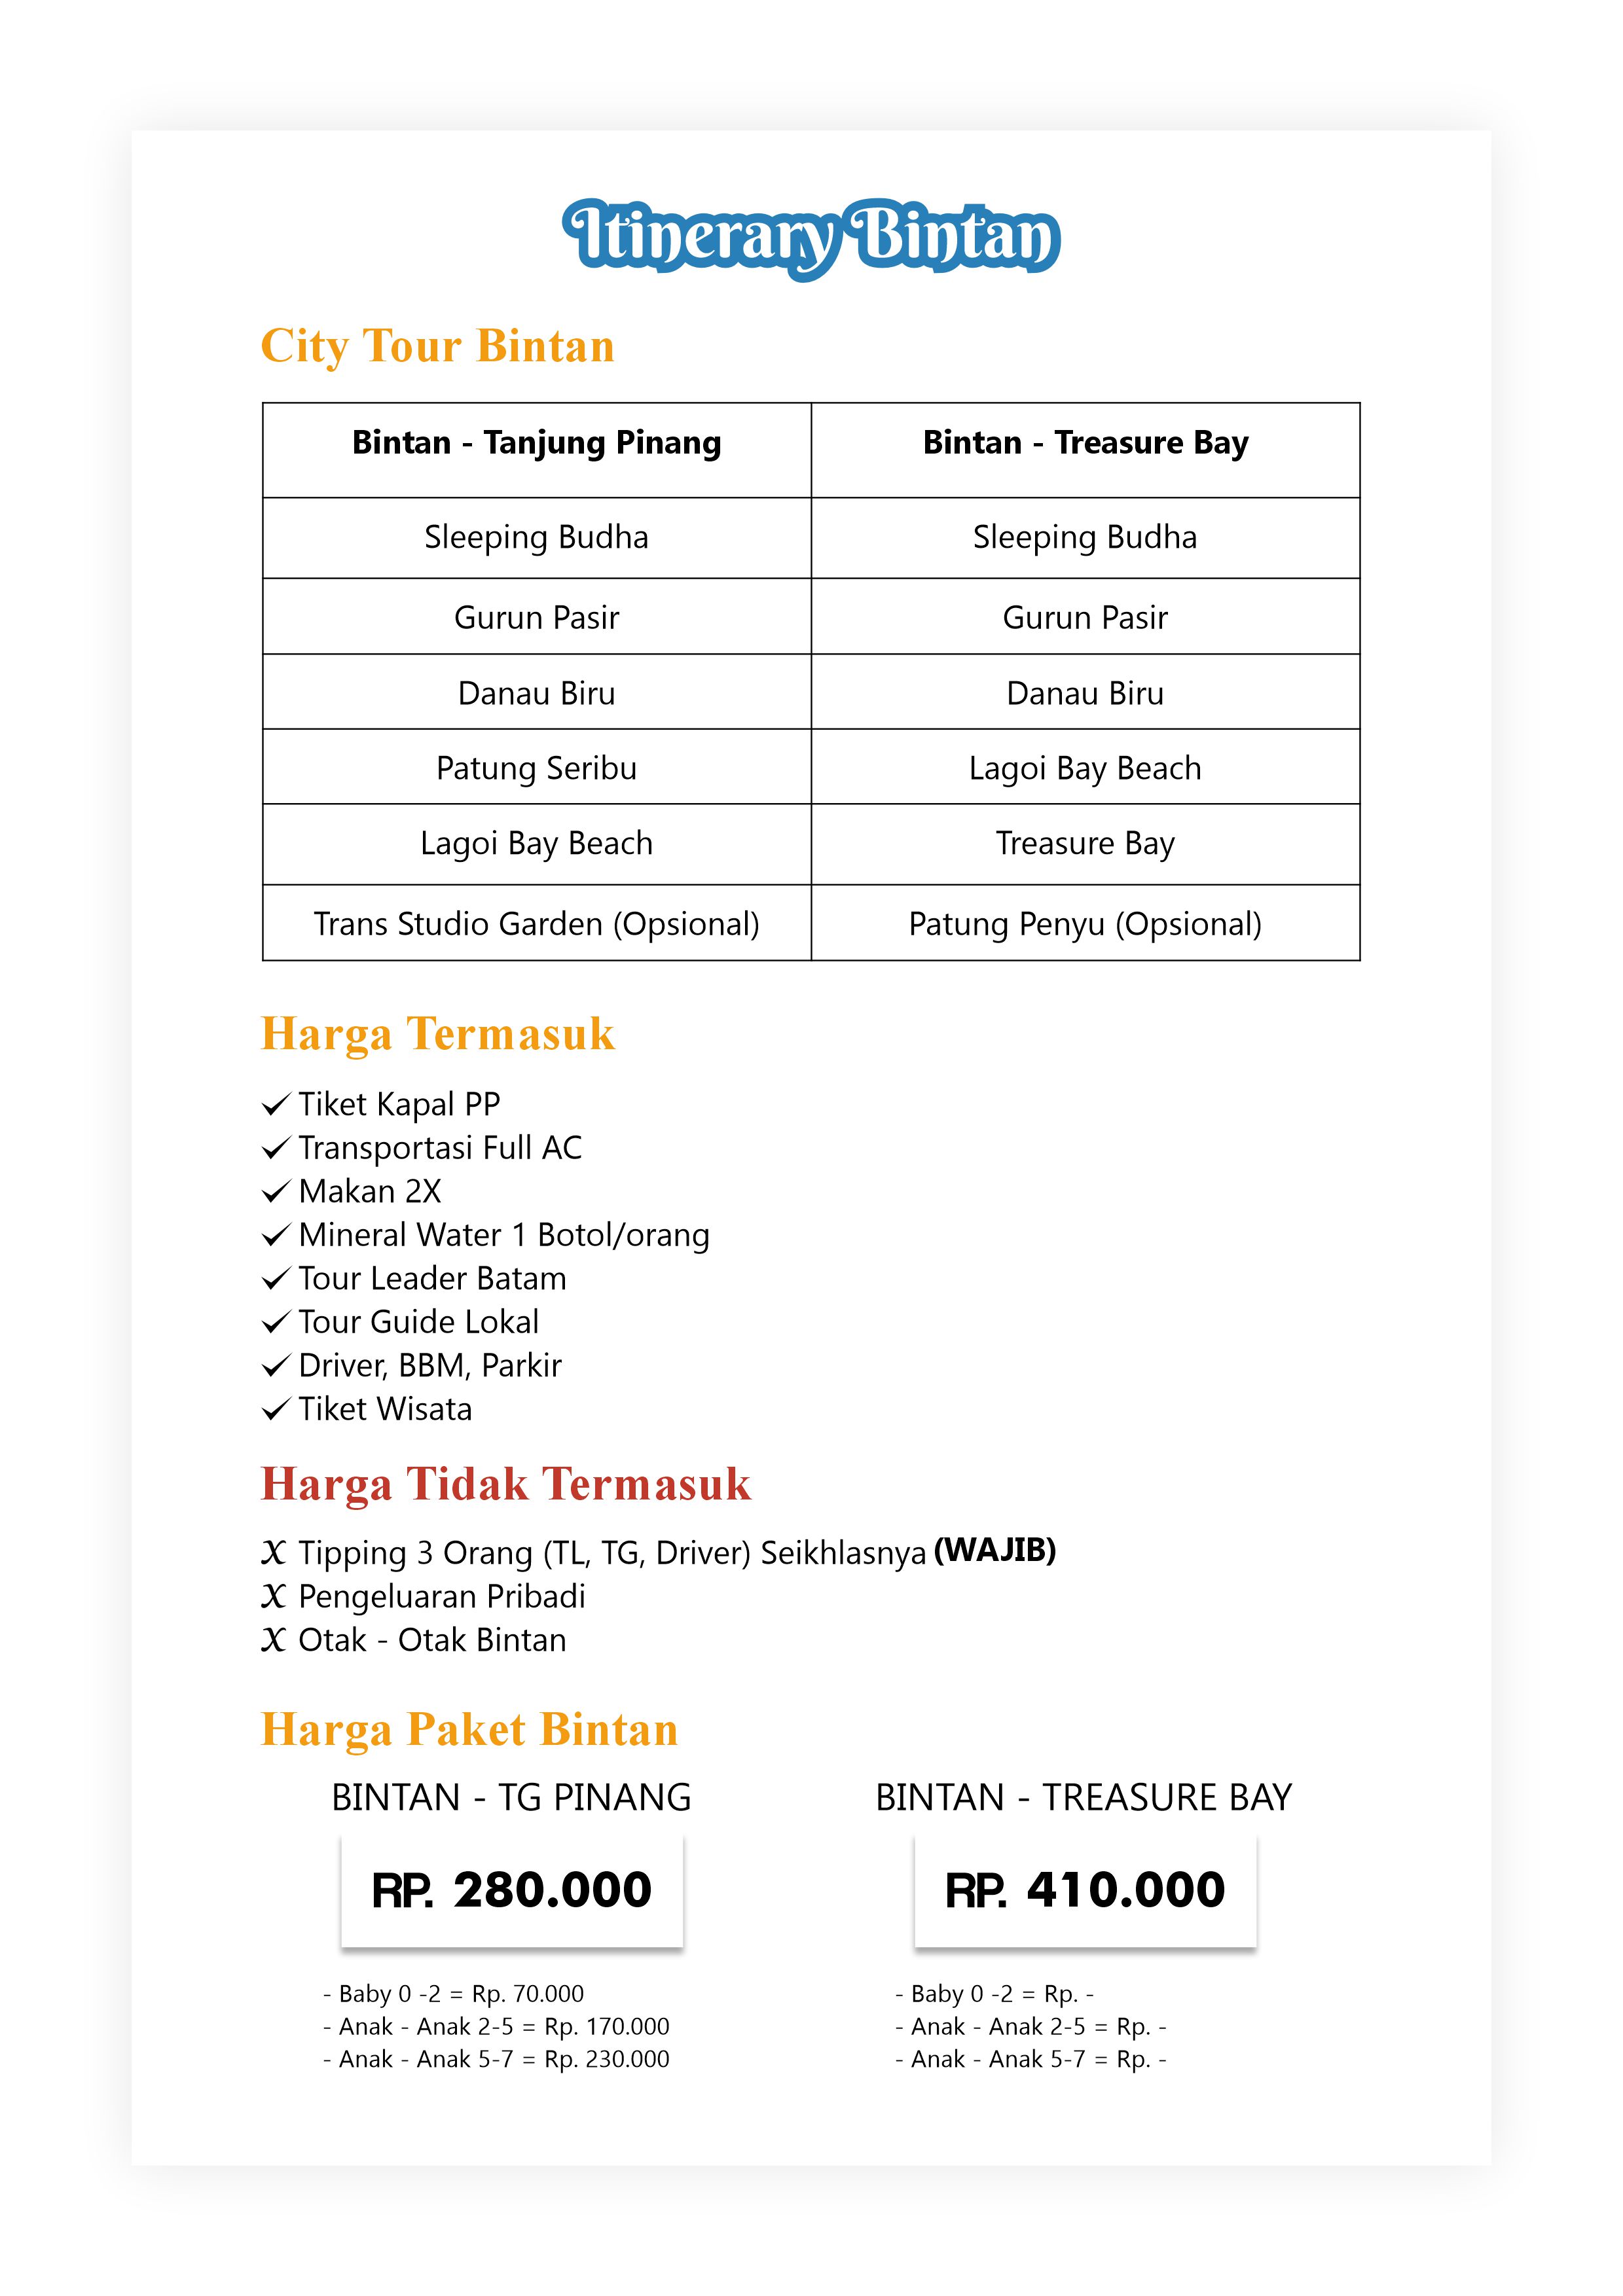 Itinerary Bintan
City Tour Bintan
Bintan - Tanjung Pinang Bintan - Treasure Bay
Sleeping Budha Sleeping Budha
Gurun Pasir Gurun Pasir
Danau Biru Danau Biru
Patung Seribu Lagoi Bay Beach
Lagoi Bay Beach Treasure Bay
Trans Studio Garden (Opsional) Patung Penyu (Opsional)
Harga Termasuk
✓ Tiket Kapal PP
✓ Transportasi Full AC
✓ Makan 2X
✓ Mineral Water 1 Botol/orang
✓ Tour Leader Batam
✓ Tour Guide Lokal
✓ Driver, BBM, Parkir
✓ Tiket Wisata
Harga Tidak Termasuk
X Tipping 3 Orang (TL, TG, Driver) Seikhlasnya (WAJIB)
X Pengeluaran Pribadi
X Otak - Otak Bintan
Harga Paket Bintan
BINTAN - TG PINANG
RP. 280.000
- Baby 0 -2 = Rp. 70.000
- Anak - Anak 2-5 = Rp. 170.000
- Anak - Anak 5-7 = Rp. 230.000
BINTAN - TREASURE BAY
RP. 410.000
- Baby 0 -2 = Rp. -
- Anak - Anak 2-5 = Rp. -
- Anak - Anak 5-7 = Rp. -